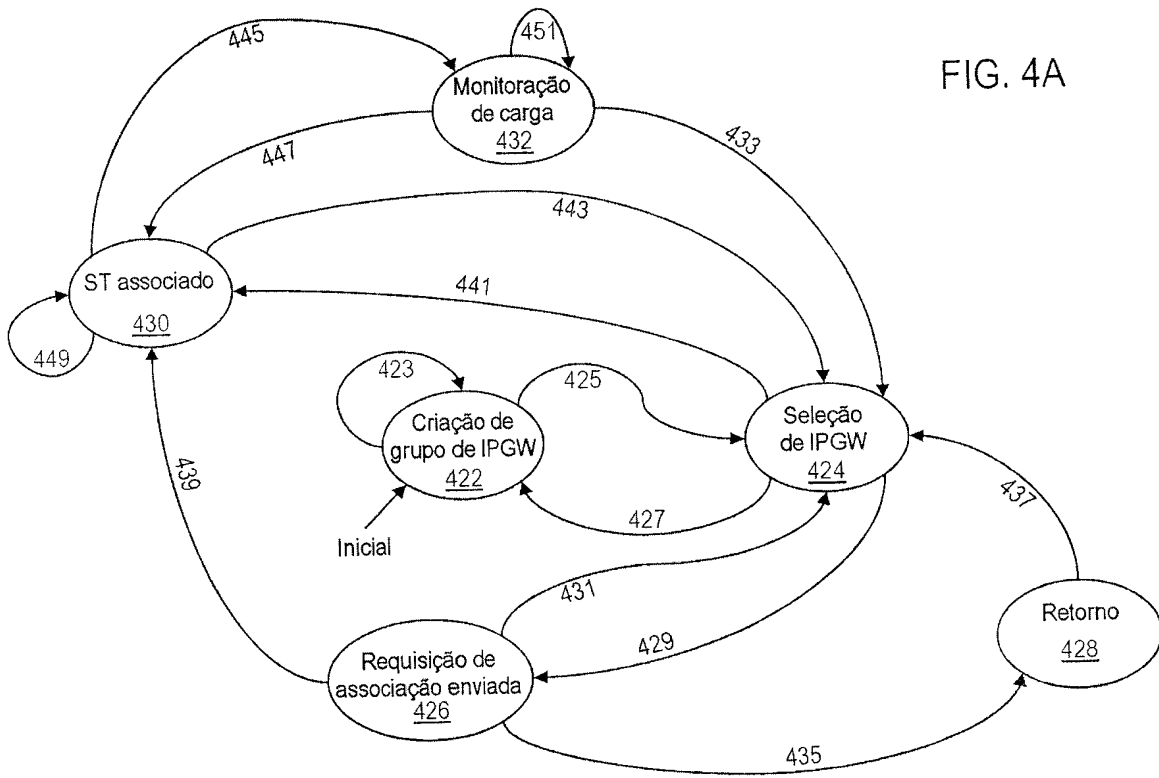 FIG. 4A
445
451
Monitoração
de carga
432
433
447
443
ST associado
430
441
449
423
425
Criação de
grupo de IPGW
422
Seleção
de IPGW
424
439
427
437
Inicial
431
429
Retorno
428
Requisição de
associação enviada
426
435